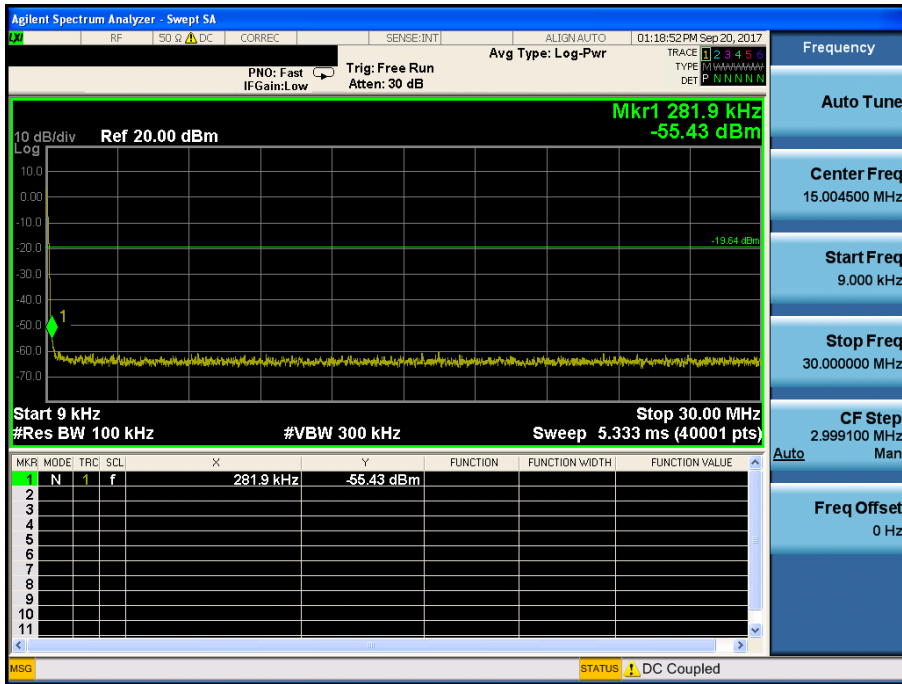 Agilent Spectrum Analyzer - Swept SA
LXI RF 50 Ω DC CORREC SENSE:INT ALIGN AUTO 01:18:52 PM Sep 20, 2017
Avg Type: Log-Pwr TRACE 1 2 3 4 5 6
PNO: Fast Trig: Free Run TYPE MWWWWW
IFGain:Low Atten: 30 dB DET P N N N N N
Mkr1 281.9 kHz
10 dB/div Ref 20.00 dBm -55.43 dBm
Log
10.0
0.00
-10.0
-20.0
-19.64 dBm
-30.0
-40.0
-50.0
1
-60.0
-70.0
Start 9 kHz Stop 30.00 MHz
#Res BW 100 kHz #VBW 300 kHz Sweep 5.333 ms (40001 pts)
MKR MODE TRC SCL X Y FUNCTION FUNCTION WIDTH FUNCTION VALUE
1 N 1 f 281.9 kHz -55.43 dBm
2
3
4
5
6
7
8
9
10
11
MSG STATUS DC Coupled
Frequency
Auto Tune
Center Freq
15.004500 MHz
Start Freq
9.000 kHz
Stop Freq
30.000000 MHz
CF Step
2.999100 MHz
Auto Man
Freq Offset
0 Hz